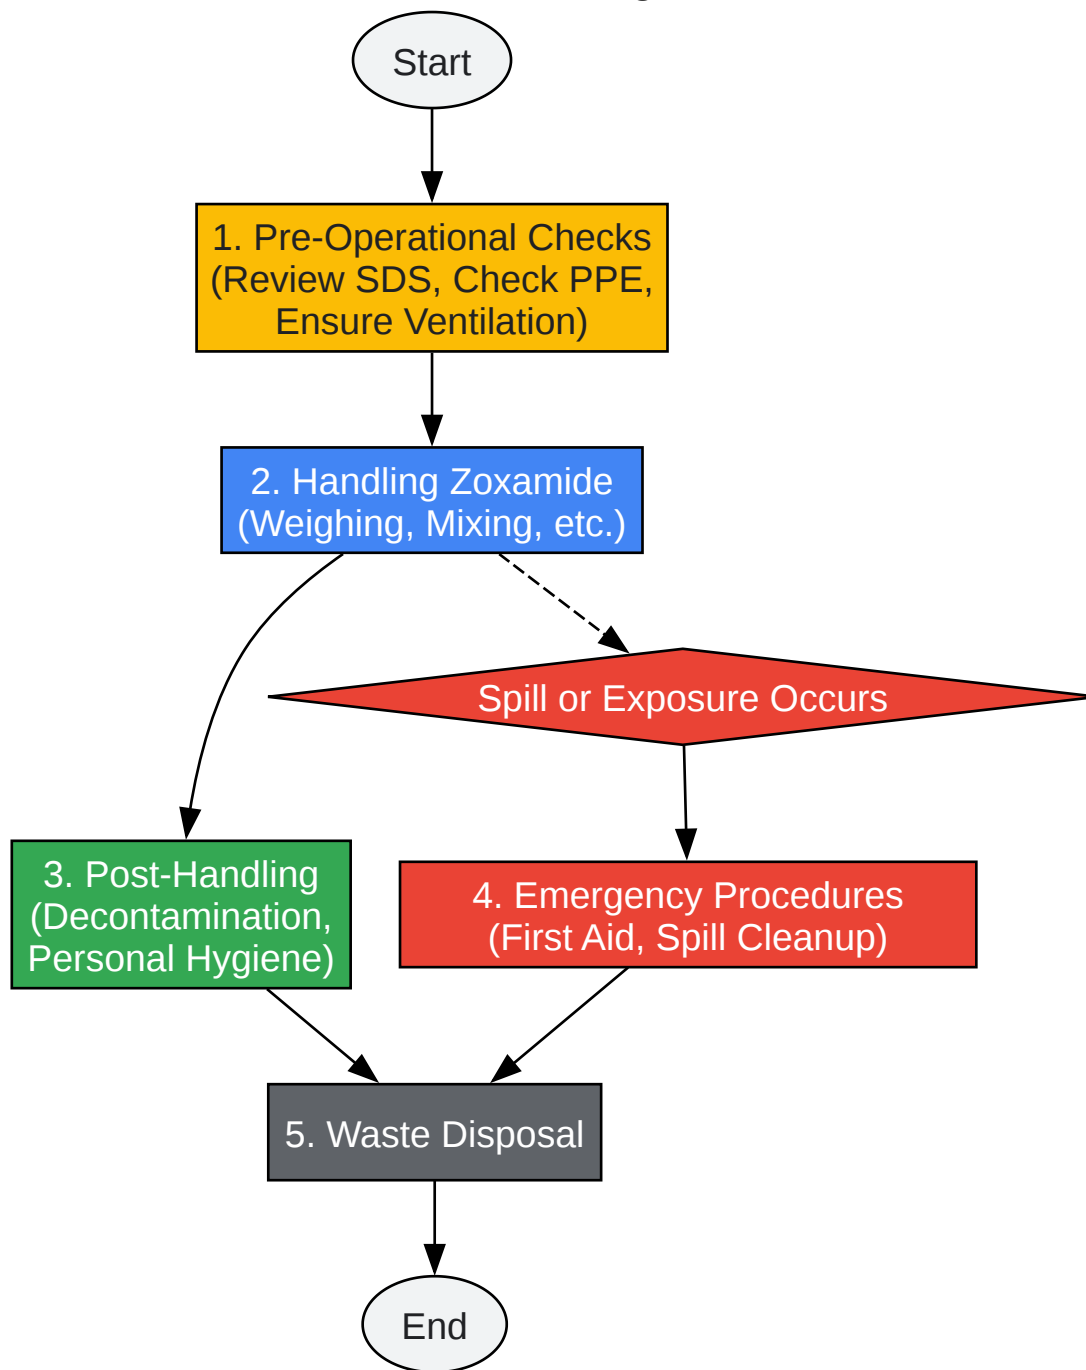 Start
1. Pre-Operational Checks
(Review SDS, Check PPE,
Ensure Ventilation)
2. Handling Zoxamide
(Weighing, Mixing, etc.)
Spill or Exposure Occurs
3. Post-Handling
(Decontamination,
Personal Hygiene)
4. Emergency Procedures
(First Aid, Spill Cleanup)
5. Waste Disposal
End